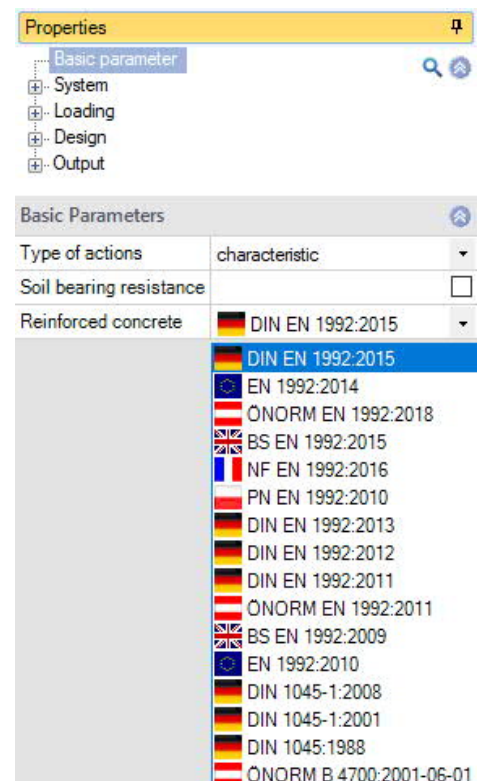 Properties
Basic parameter
System
Loading
Design
Output
Basic Parameters
Type of actions characteristic
Soil bearing resistance
Reinforced concrete DIN EN 1992:2015
DIN EN 1992:2015
EN 1992:2014
ÖNORM EN 1992:2018
BS EN 1992:2015
NF EN 1992:2016
PN EN 1992:2010
DIN EN 1992:2013
DIN EN 1992:2012
DIN EN 1992:2011
ÖNORM EN 1992:2011
BS EN 1992:2009
EN 1992:2010
DIN 1045-1:2008
DIN 1045-1:2001
DIN 1045:1988
ÖNORM B 4700:2001-06-01